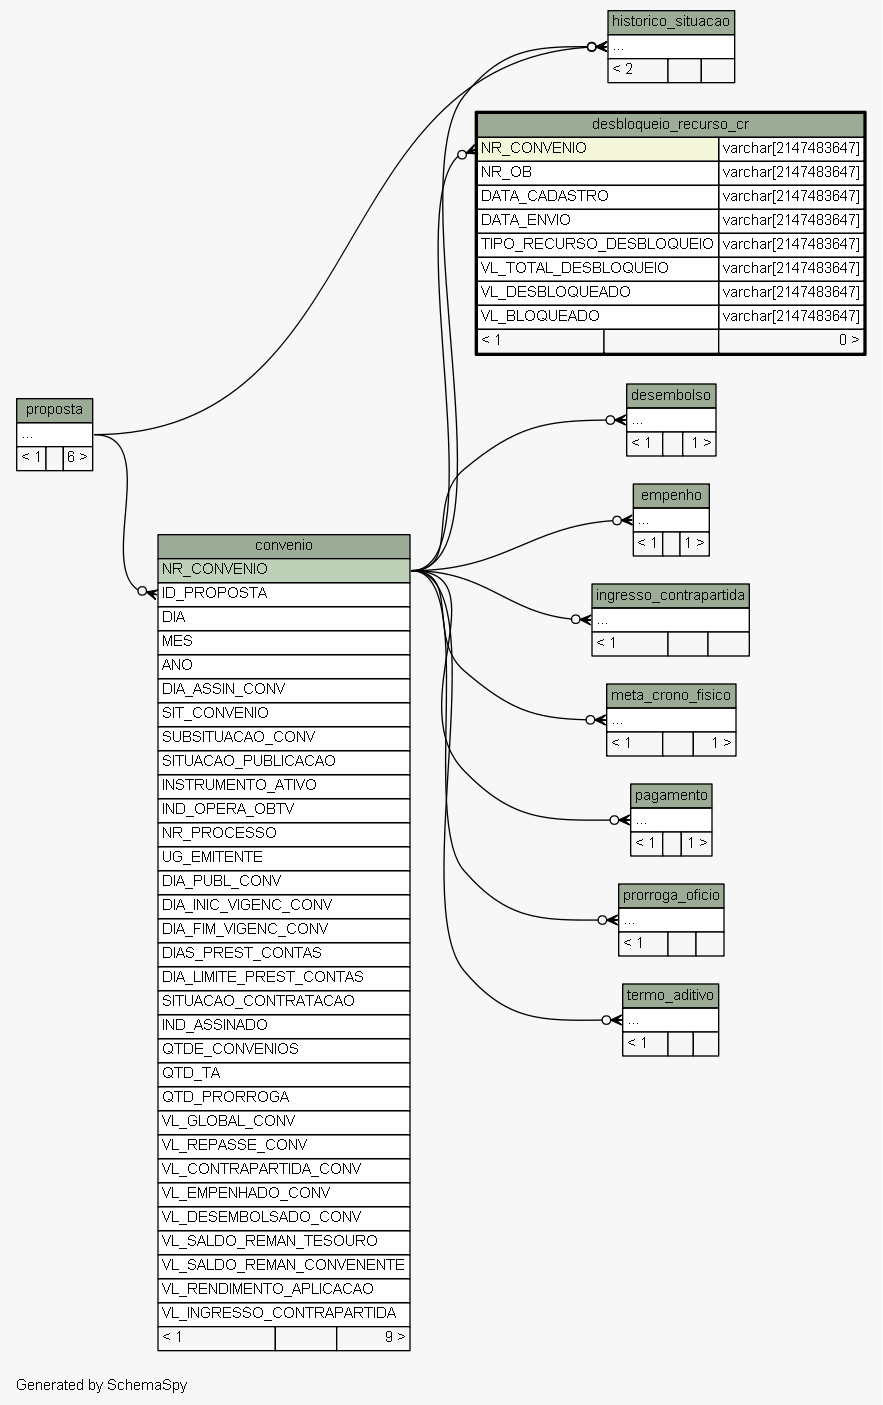 historico_situacao
...
< 2
desbloqueio_recurso_cr
NR_CONVENIO varchar[2147483647]
NR_OB varchar[2147483647]
DATA_CADASTRO varchar[2147483647]
DATA_ENVIO varchar[2147483647]
TIPO_RECURSO_DESBLOQUEIO varchar[2147483647]
VL_TOTAL_DESBLOQUEIO varchar[2147483647]
VL_DESBLOQUEADO varchar[2147483647]
VL_BLOQUEADO varchar[2147483647]
< 1 0 >
proposta
...
< 1 6 >
desembolso
...
< 1 1 >
empenho
...
< 1 1 >
ingresso_contrapartida
...
< 1
meta_crono_fisico
...
< 1 1 >
pagamento
...
< 1 1 >
prorroga_oficio
...
< 1
termo_aditivo
...
< 1
convenio
NR_CONVENIO
ID_PROPOSTA
DIA
MES
ANO
DIA_ASSIN_CONV
SIT_CONVENIO
SUBSITUACAO_CONV
SITUACAO_PUBLICACAO
INSTRUMENTO_ATIVO
IND_OPERA_OBTV
NR_PROCESSO
UG_EMITENTE
DIA_PUBL_CONV
DIA_INIC_VIGENC_CONV
DIA_FIM_VIGENC_CONV
DIAS_PREST_CONTAS
DIA_LIMITE_PREST_CONTAS
SITUACAO_CONTRATACAO
IND_ASSINADO
QTDE_CONVENIOS
QTD_TA
QTD_PRORROGA
VL_GLOBAL_CONV
VL_REPASSE_CONV
VL_CONTRAPARTIDA_CONV
VL_EMPENHADO_CONV
VL_DESEMBOLSADO_CONV
VL_SALDO_REMAN_TESOURO
VL_SALDO_REMAN_CONVENENTE
VL_RENDIMENTO_APLICACAO
VL_INGRESSO_CONTRAPARTIDA
< 1 9 >
Generated by SchemaSpy